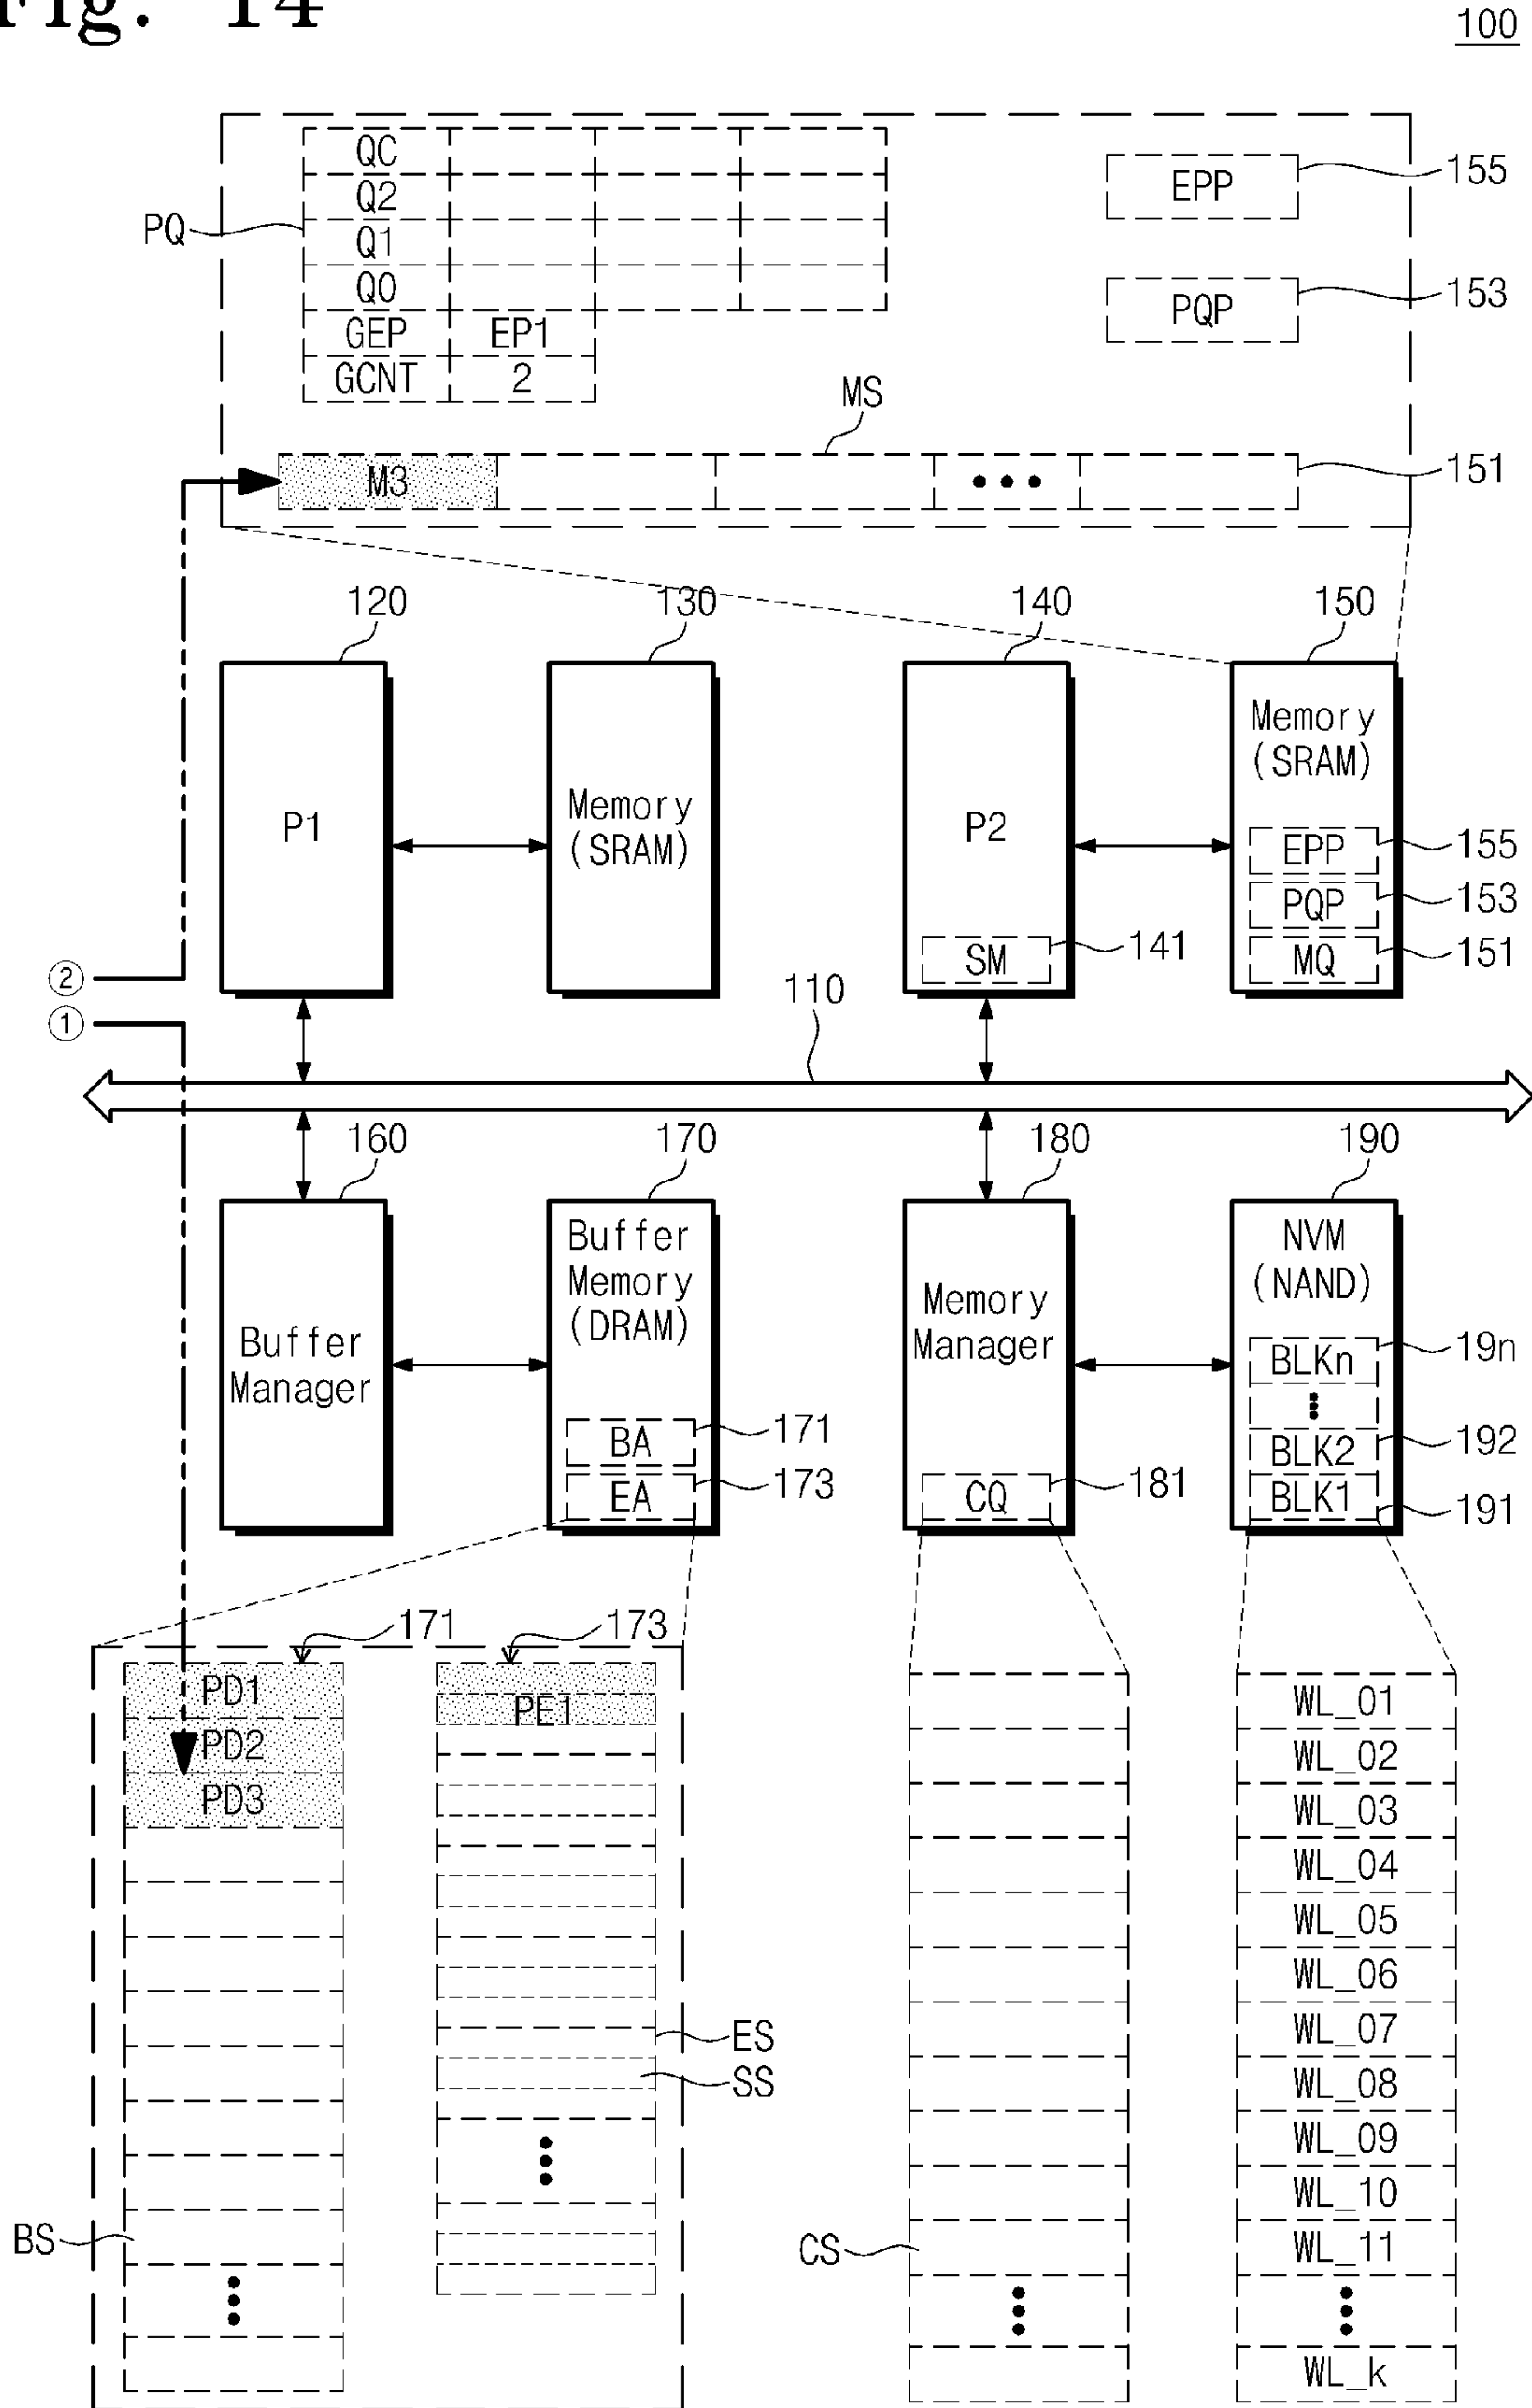 Fig. 14
100
QC
Q2
Q1
Q0
GEP EP1
GCNT 2
PQ
EPP
155
PQP
153
MS
M3
151
120
130
140
150
P1
Memory
(SRAM)
P2
SM
141
Memory
(SRAM)
EPP
155
PQP
153
MQ
151
②
①
110
160
170
180
190
Buffer
Manager
Buffer
Memory
(DRAM)
BA
171
EA
173
Memory
Manager
CQ
181
NVM
(NAND)
BLKn
19n
BLK2
192
BLK1
191
171
173
PD1
PD2
PD3
PE1
ES
SS
BS
CS
WL_01
WL_02
WL_03
WL_04
WL_05
WL_06
WL_07
WL_08
WL_09
WL_10
WL_11
WL_k